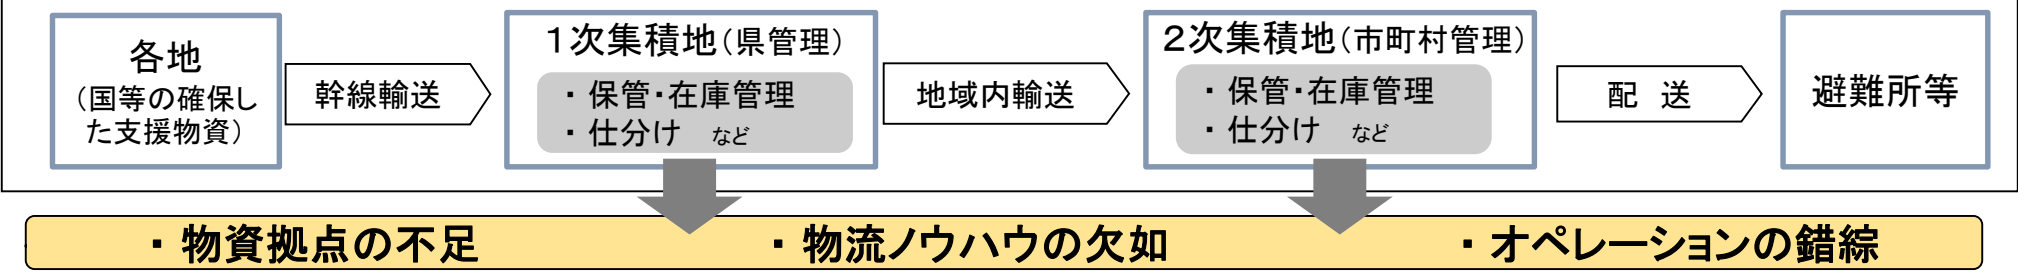 各地
（国等の確保し
た支援物資）
幹線輸送
１次集積地（県管理）
・保管・在庫管理
・仕分け　など
地域内輸送
２次集積地（市町村管理）
・保管・在庫管理
・仕分け　など
配　送
避難所等
・物資拠点の不足
・物流ノウハウの欠如
・オペレーションの錯綜